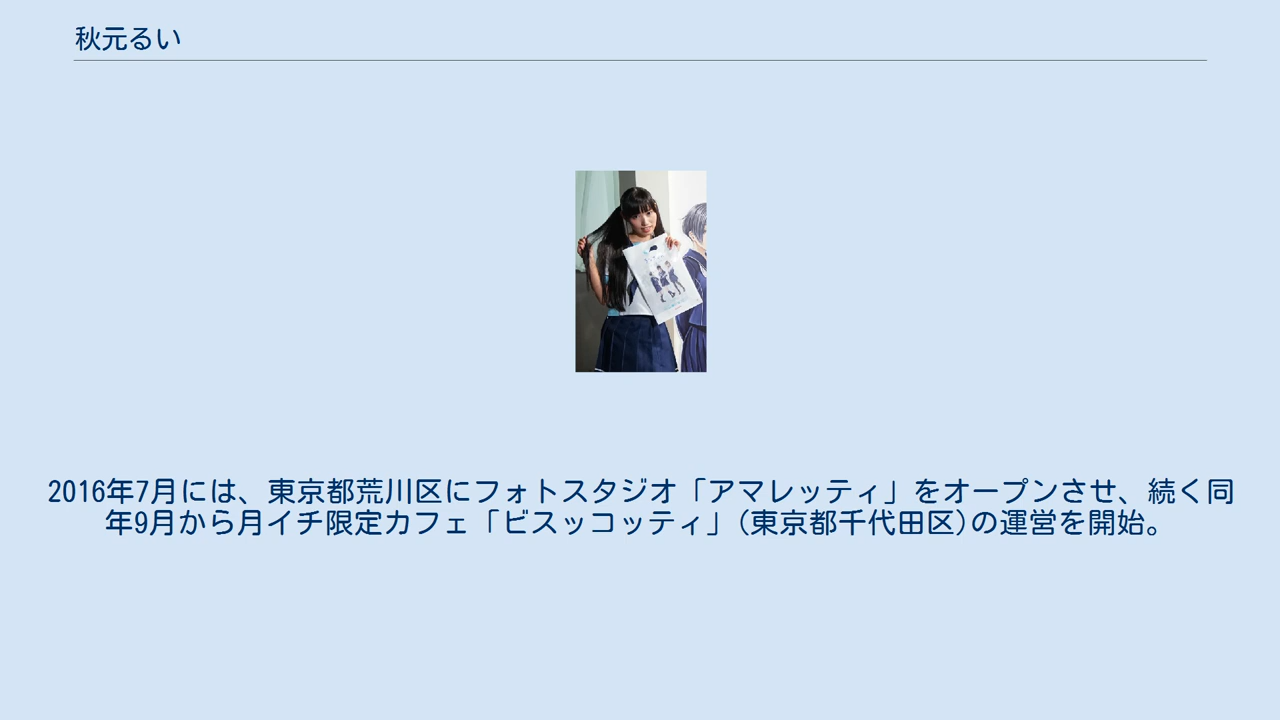 秋元るい
2016年7月には、東京都荒川区にフォトスタジオ「アマレッティ」をオープンさせ、続く同
年9月から月イチ限定カフェ「ビスッコッティ」(東京都千代田区)の運営を開始。